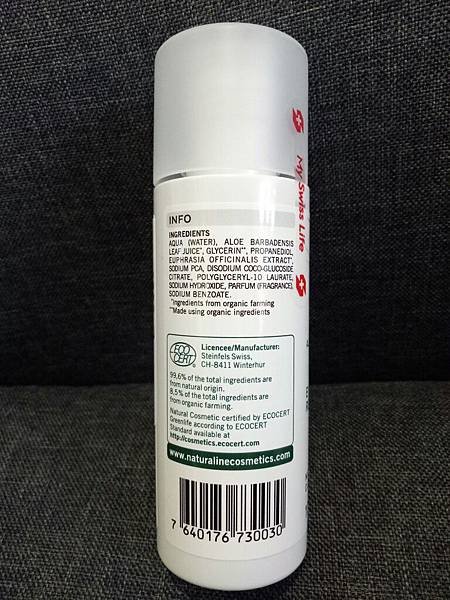 INFO
INGREDIENTS
AQUA (WATER), ALOE BARBADENSIS
LEAF JUICE*, GLYCERIN**, PROPANEDIOL,
EUPHRASIA OFFICINALIS EXTRACT*,
SODIUM PCA, DISODIUM COCO-GLUCOSIDE
CITRATE, POLYGLYCERYL-10 LAURATE,
SODIUM HYDROXIDE, PARFUM (FRAGRANCE),
SODIUM BENZOATE.
*Ingredients from organic farming
**Made using organic ingredients
ECO
CERT
Licencee/Manufacturer:
Steinfels Swiss,
CH-8411 Winterhur
99,6% of the total ingredients are
from natural origin.
8,5% of the total ingredients are
from organic farming.
Natural Cosmetic certified by ECOCERT
Greenlife according to ECOCERT
Standard available at
http://cosmetics.ecocert.com
www.naturalinecosmetics.com
7 640176 730030
My Swiss Life